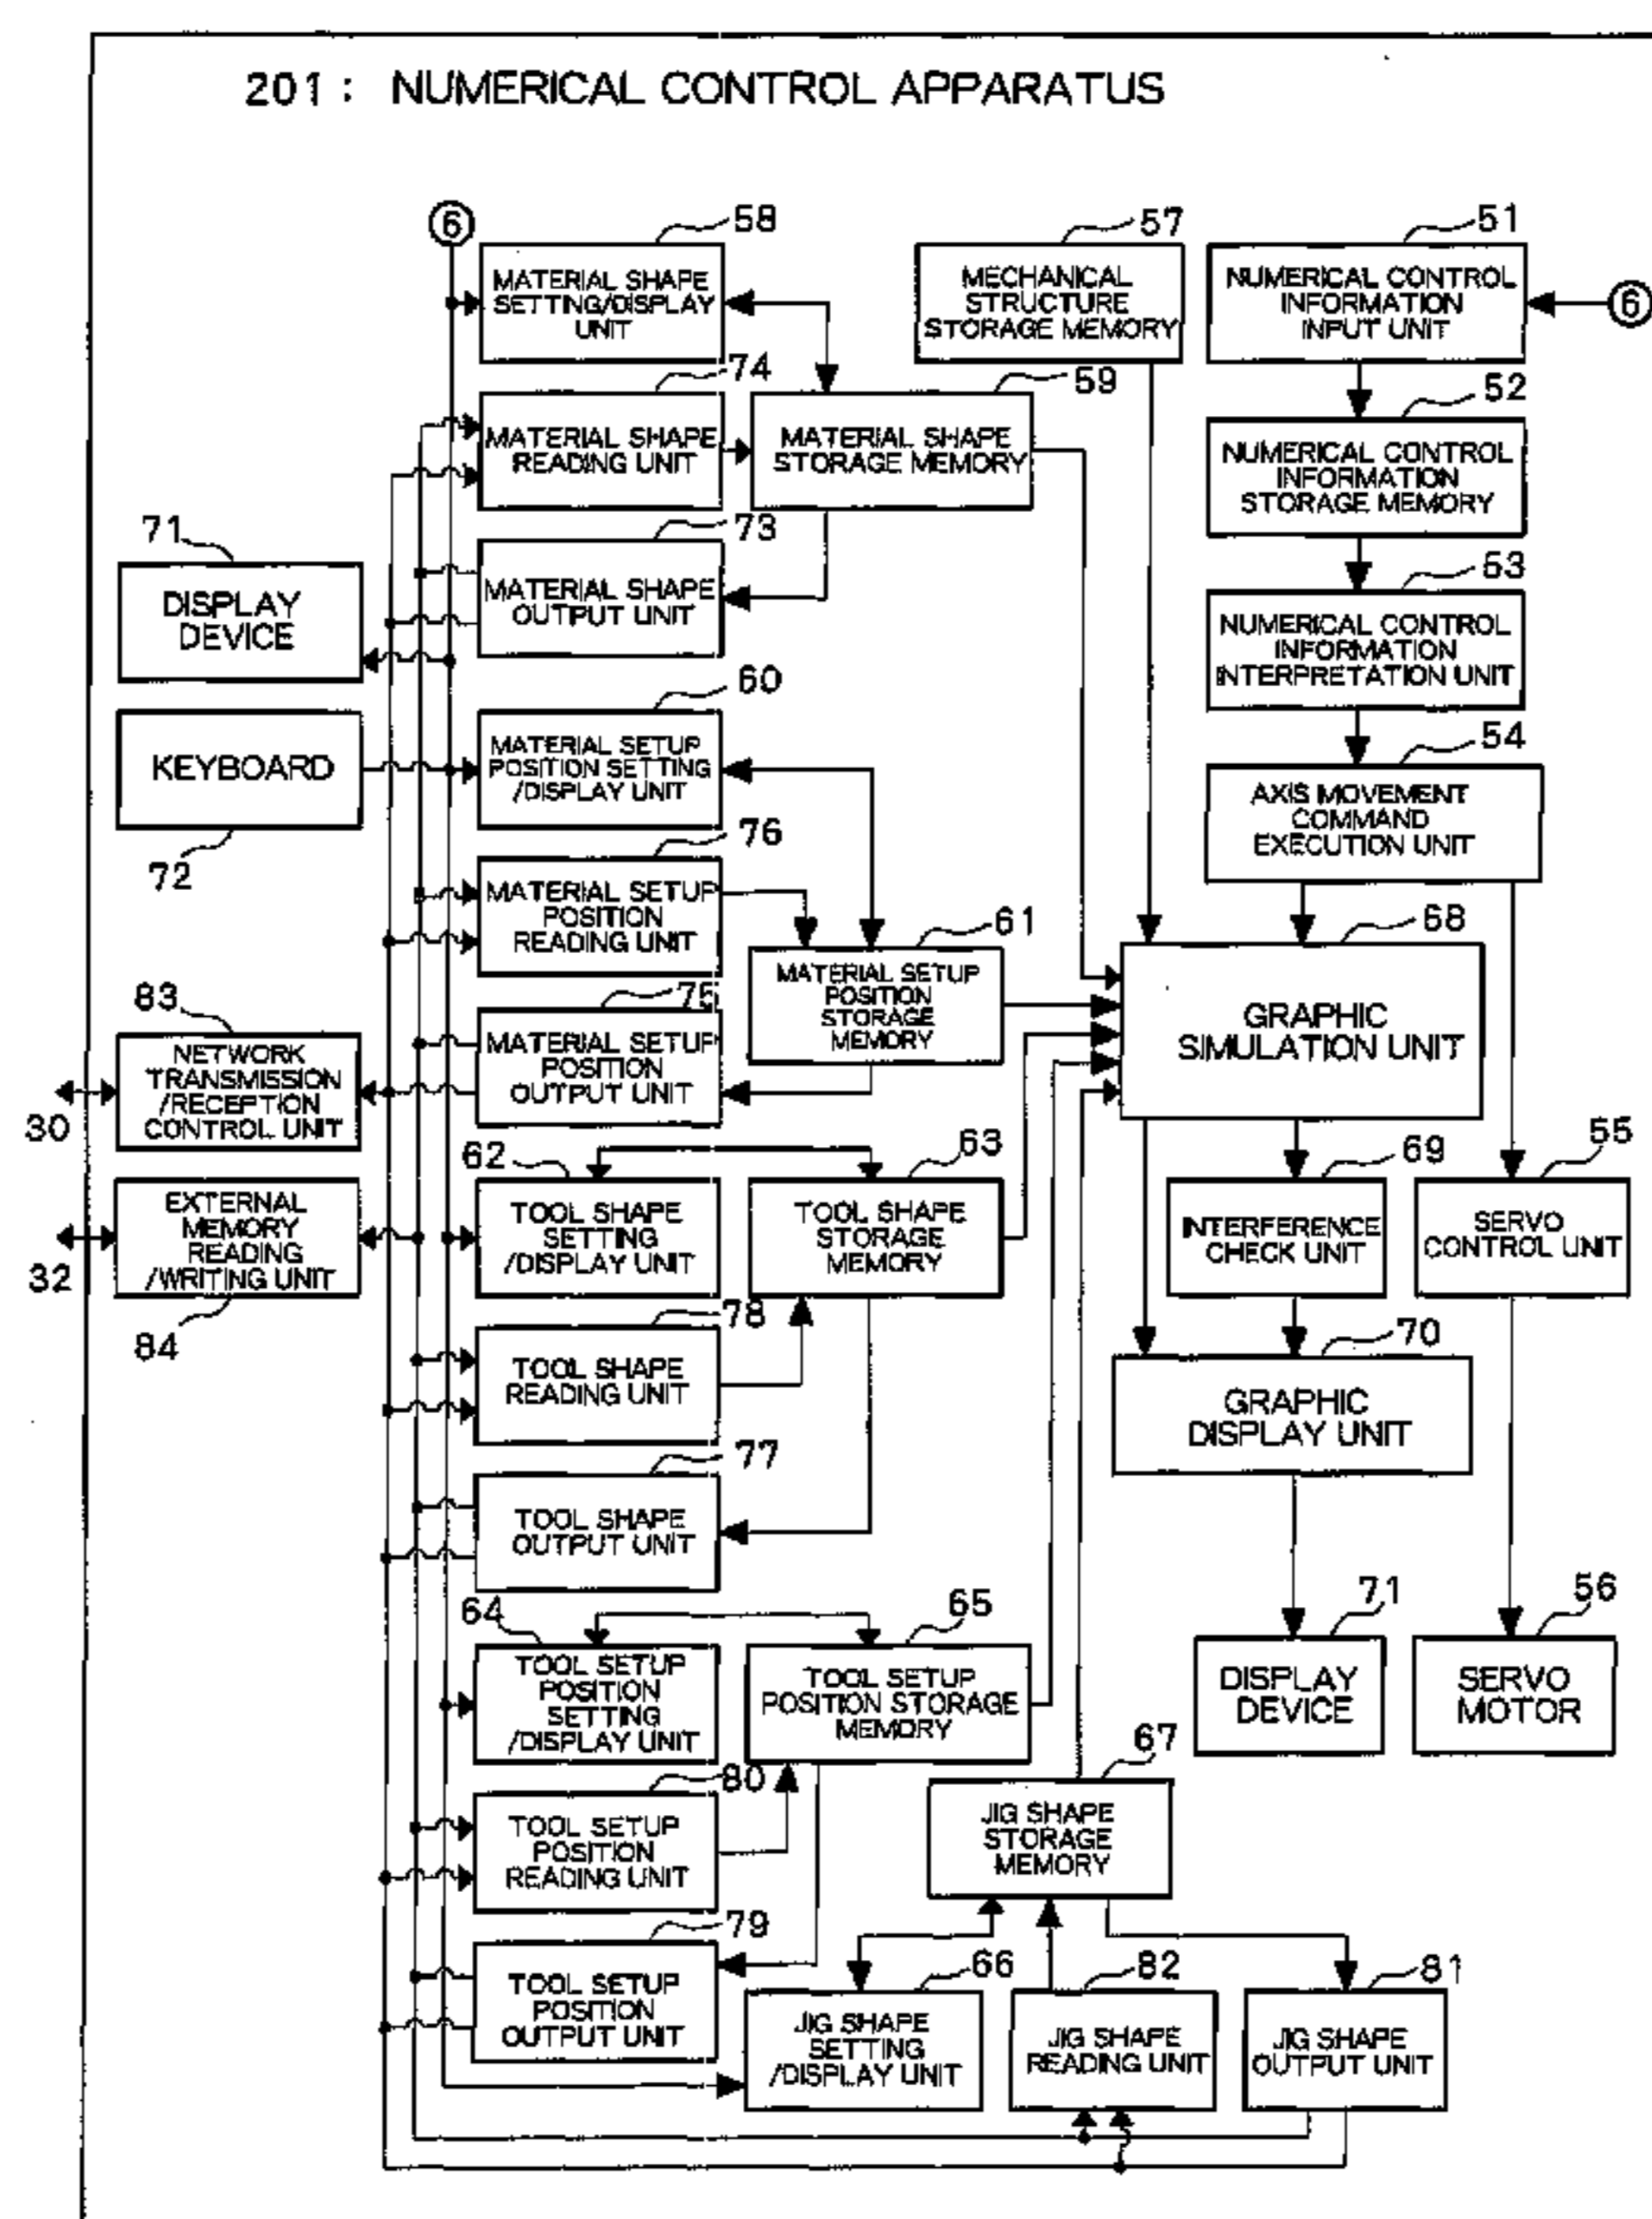 201 : NUMERICAL CONTROL APPARATUS
6
58
MATERIAL SHAPE
SETTING/DISPLAY
UNIT
57
MECHANICAL
STRUCTURE
STORAGE MEMORY
51
NUMERICAL CONTROL
INFORMATION
INPUT UNIT
6
74
MATERIAL SHAPE
READING UNIT
59
MATERIAL SHAPE
STORAGE MEMORY
52
NUMERICAL CONTROL
INFORMATION
STORAGE MEMORY
71
DISPLAY
DEVICE
73
MATERIAL SHAPE
OUTPUT UNIT
53
NUMERICAL CONTROL
INFORMATION
INTERPRETATION UNIT
KEYBOARD
72
60
MATERIAL SETUP
POSITION SETTING
/DISPLAY UNIT
54
AXIS MOVEMENT
COMMAND
EXECUTION UNIT
76
MATERIAL SETUP
POSITION
READING UNIT
61
MATERIAL SETUP
POSITION
STORAGE
MEMORY
68
GRAPHIC
SIMULATION UNIT
83
NETWORK
TRANSMISSION
/RECEPTION
CONTROL UNIT
30
75
MATERIAL SETUP
POSITION
OUTPUT UNIT
EXTERNAL
MEMORY
READING
/WRITING UNIT
32
84
62
TOOL SHAPE
SETTING
/DISPLAY UNIT
63
TOOL SHAPE
STORAGE
MEMORY
69
INTERFERENCE
CHECK UNIT
55
SERVO
CONTROL UNIT
78
TOOL SHAPE
READING UNIT
70
GRAPHIC
DISPLAY UNIT
77
TOOL SHAPE
OUTPUT UNIT
64
TOOL SETUP
POSITION
SETTING
/DISPLAY UNIT
65
TOOL SETUP
POSITION STORAGE
MEMORY
71
DISPLAY
DEVICE
56
SERVO
MOTOR
80
TOOL SETUP
POSITION
READING UNIT
67
JIG SHAPE
STORAGE
MEMORY
79
TOOL SETUP
POSITION
OUTPUT UNIT
66
JIG SHAPE
SETTING
/DISPLAY UNIT
82
JIG SHAPE
READING UNIT
81
JIG SHAPE
OUTPUT UNIT